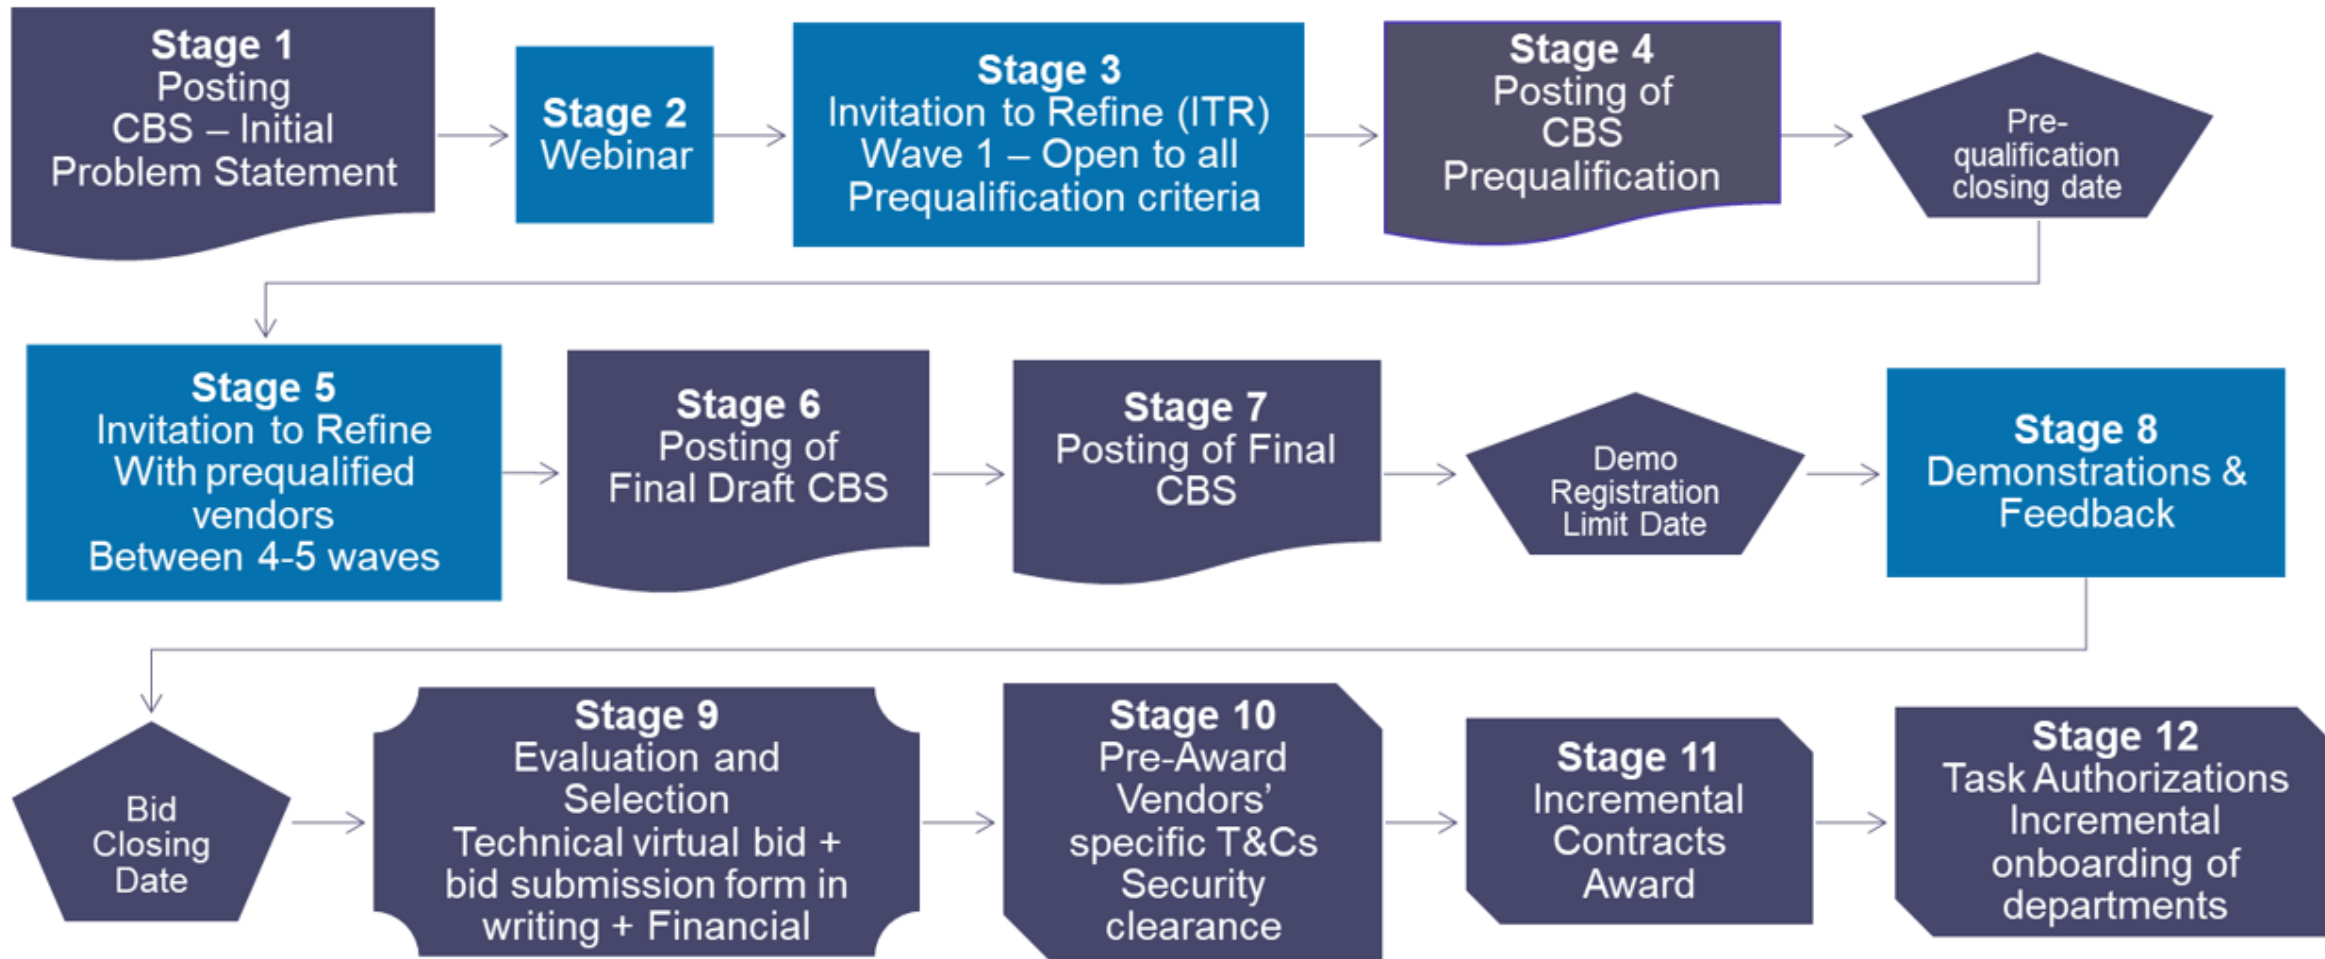 Stage 1
Posting
CBS – Initial
Problem Statement
Stage 2
Webinar
Stage 3
Invitation to Refine (ITR)
Wave 1 – Open to all
Prequalification criteria
Stage 4
Posting of
CBS
Prequalification
Pre-
qualification
closing date
Stage 5
Invitation to Refine
With prequalified
vendors
Between 4-5 waves
Stage 6
Posting of
Final Draft CBS
Stage 7
Posting of Final
CBS
Demo
Registration
Limit Date
Stage 8
Demonstrations &
Feedback
Bid
Closing
Date
Stage 9
Evaluation and
Selection
Technical virtual bid +
bid submission form in
writing + Financial
Stage 10
Pre-Award
Vendors’
specific T&Cs
Security
clearance
Stage 11
Incremental
Contracts
Award
Stage 12
Task Authorizations
Incremental
onboarding of
departments